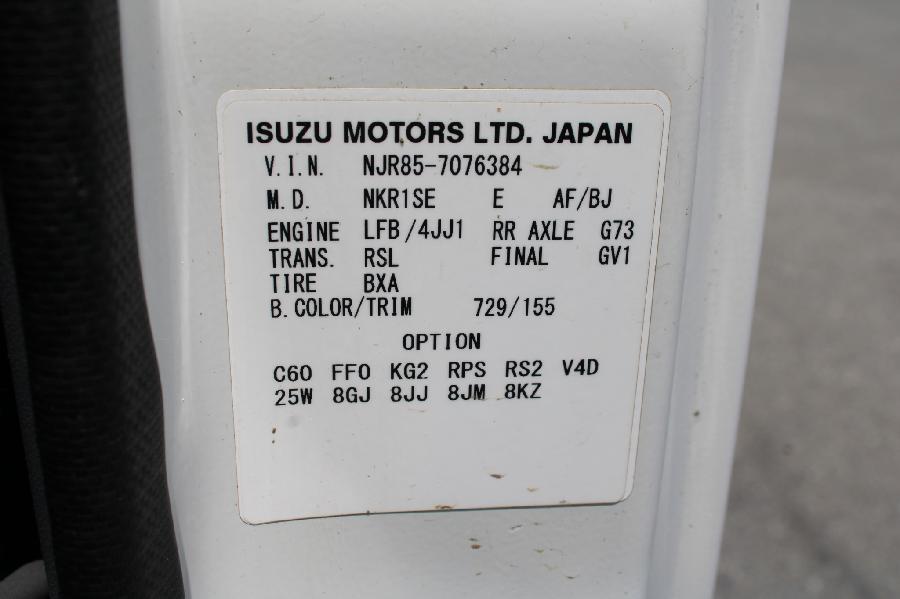 ISUZU MOTORS LTD. JAPAN
V.I.N. NJR85-7076384
M.D. NKR1SE E AF/BJ
ENGINE LFB/4JJ1 RR AXLE G73
TRANS. RSL FINAL GV1
TIRE BXA
B.COLOR/TRIM 729/155
OPTION
C60 FF0 KG2 RPS RS2 V4D
25W 8GJ 8JJ 8JM 8KZ